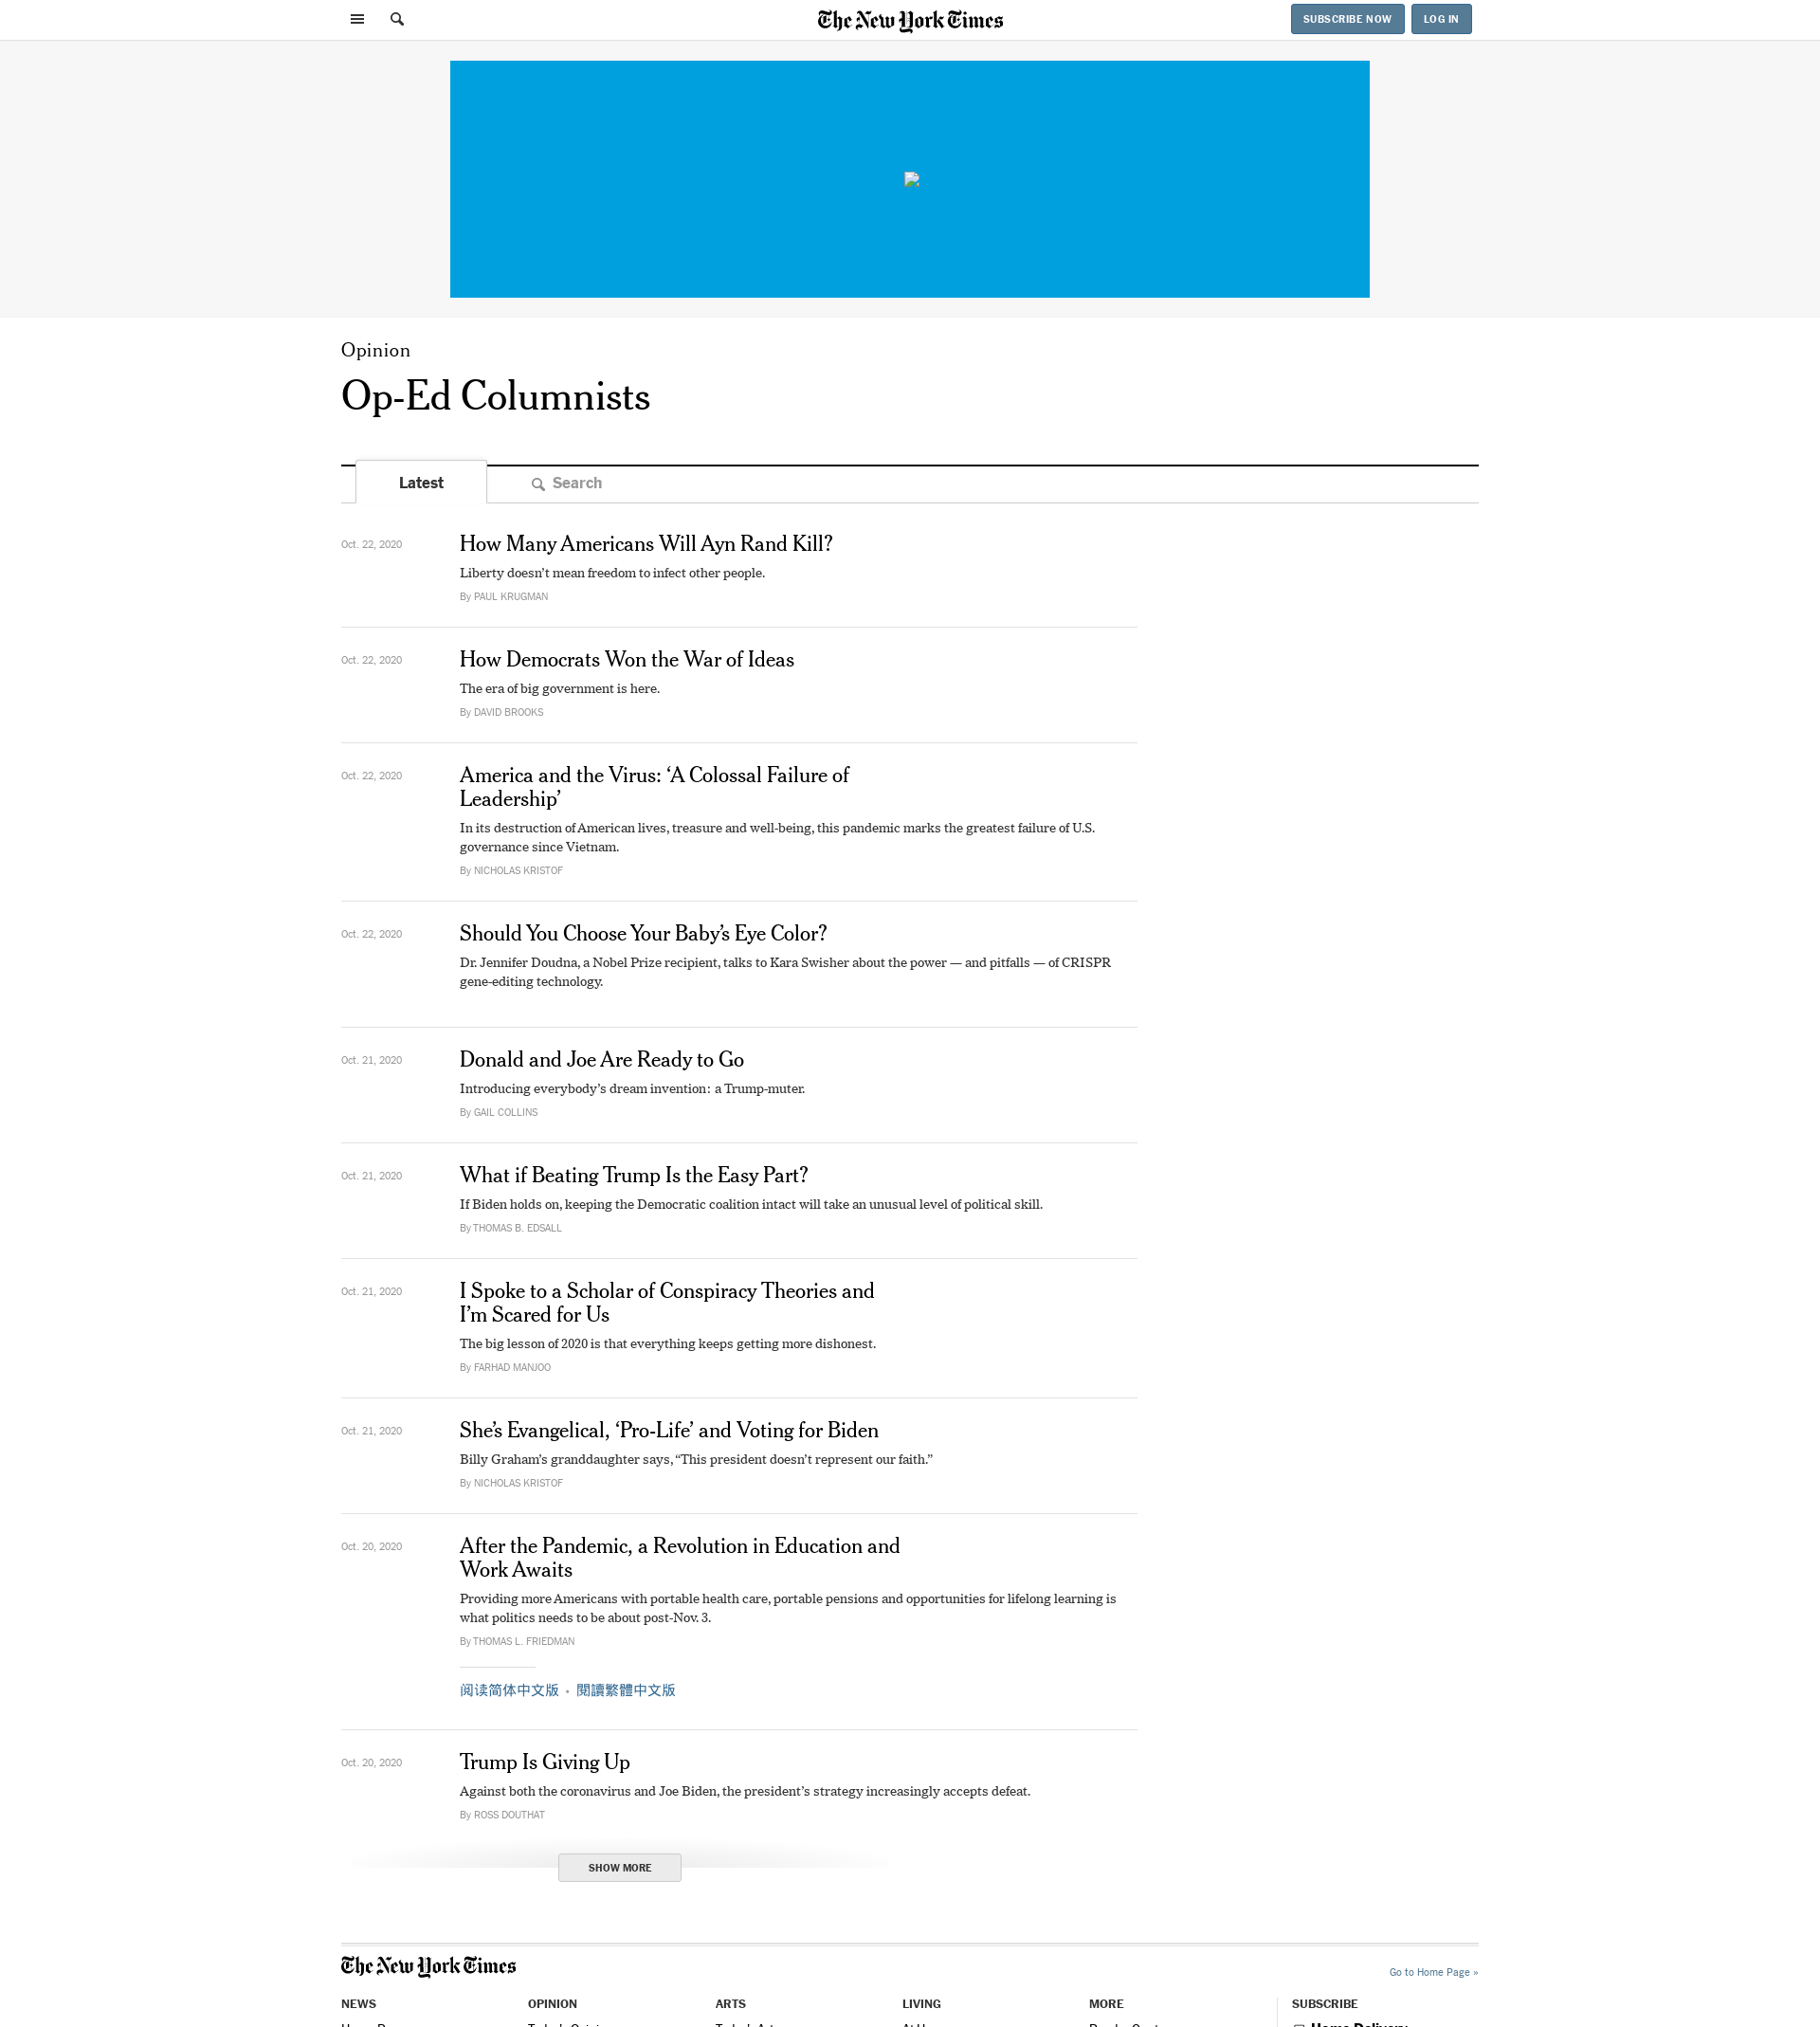 The New York Times
SUBSCRIBE NOW
LOG IN
Opinion
Op-Ed Columnists
Latest
Search
Oct. 22, 2020
How Many Americans Will Ayn Rand Kill?
Liberty doesn’t mean freedom to infect other people.
By PAUL KRUGMAN
Oct. 22, 2020
How Democrats Won the War of Ideas
The era of big government is here.
By DAVID BROOKS
Oct. 22, 2020
America and the Virus: ‘A Colossal Failure of
Leadership’
In its destruction of American lives, treasure and well-being, this pandemic marks the greatest failure of U.S.
governance since Vietnam.
By NICHOLAS KRISTOF
Oct. 22, 2020
Should You Choose Your Baby’s Eye Color?
Dr. Jennifer Doudna, a Nobel Prize recipient, talks to Kara Swisher about the power — and pitfalls — of CRISPR
gene-editing technology.
Oct. 21, 2020
Donald and Joe Are Ready to Go
Introducing everybody’s dream invention: a Trump-muter.
By GAIL COLLINS
Oct. 21, 2020
What if Beating Trump Is the Easy Part?
If Biden holds on, keeping the Democratic coalition intact will take an unusual level of political skill.
By THOMAS B. EDSALL
Oct. 21, 2020
I Spoke to a Scholar of Conspiracy Theories and
I’m Scared for Us
The big lesson of 2020 is that everything keeps getting more dishonest.
By FARHAD MANJOO
Oct. 21, 2020
She’s Evangelical, ‘Pro-Life’ and Voting for Biden
Billy Graham’s granddaughter says, “This president doesn’t represent our faith.”
By NICHOLAS KRISTOF
Oct. 20, 2020
After the Pandemic, a Revolution in Education and
Work Awaits
Providing more Americans with portable health care, portable pensions and opportunities for lifelong learning is
what politics needs to be about post-Nov. 3.
By THOMAS L. FRIEDMAN
阅读简体中文版 • 閱讀繁體中文版
Oct. 20, 2020
Trump Is Giving Up
Against both the coronavirus and Joe Biden, the president’s strategy increasingly accepts defeat.
By ROSS DOUTHAT
SHOW MORE
The New York Times
Go to Home Page »
NEWS
OPINION
ARTS
LIVING
MORE
SUBSCRIBE
Home Delivery